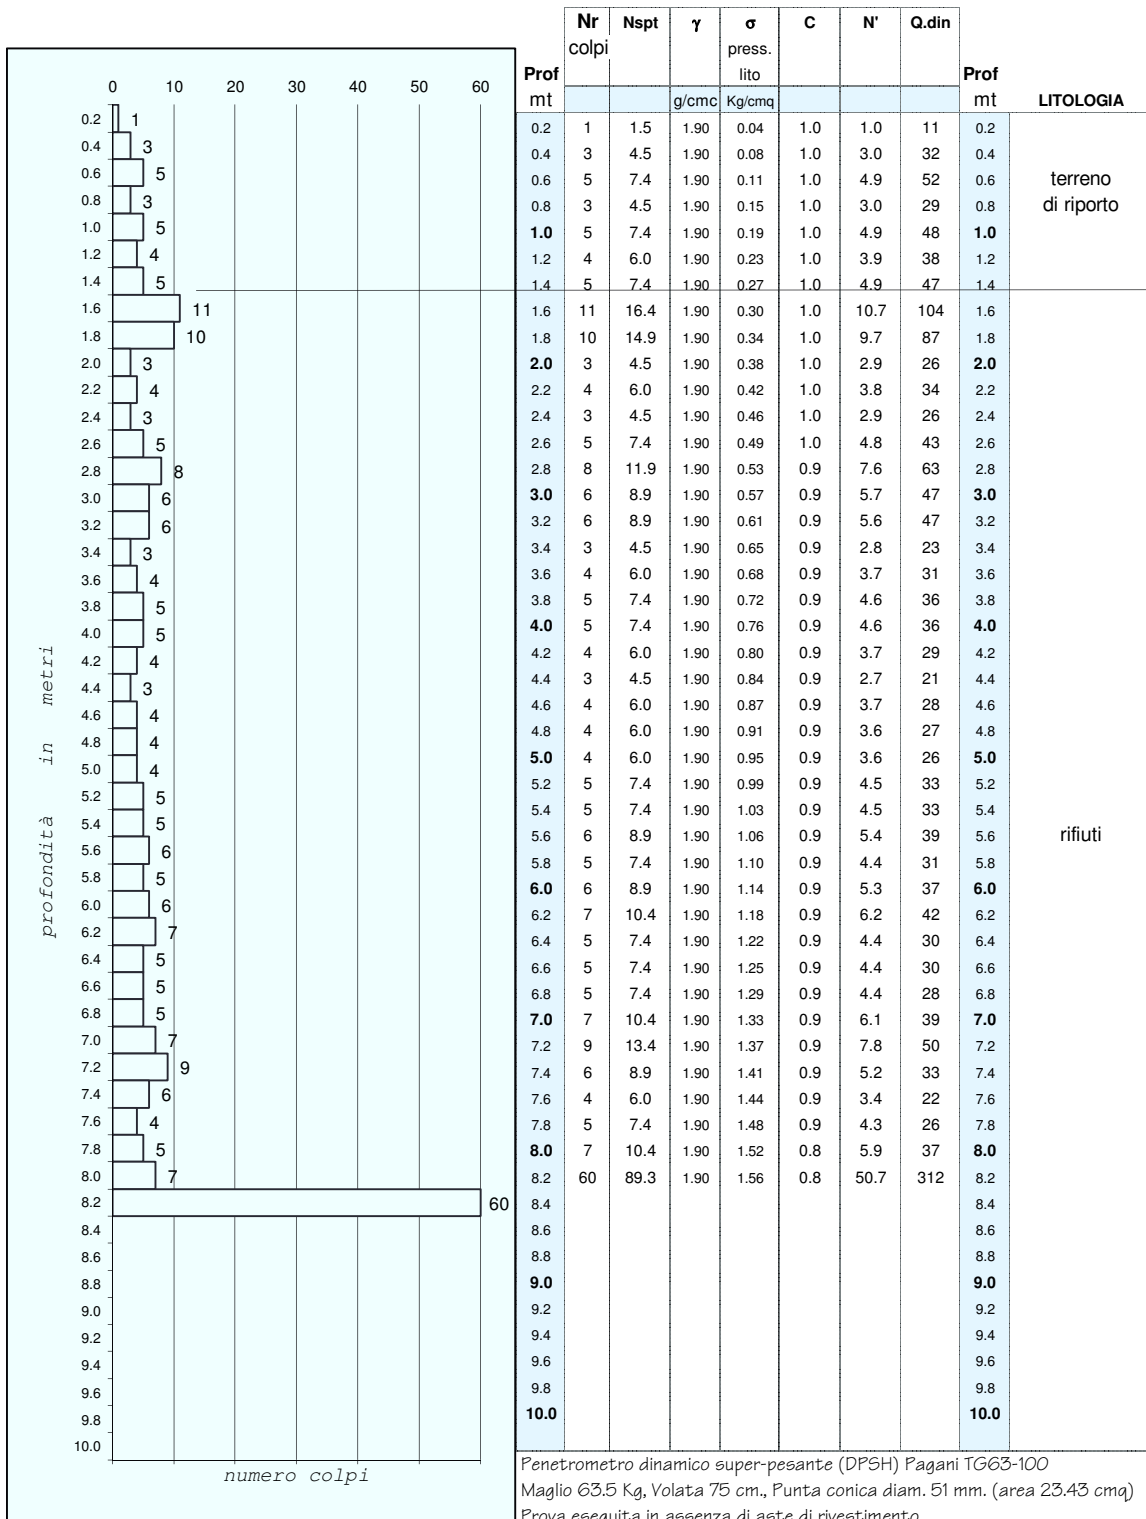 Nr Nspt γ σ C N' Q.din
colpi press.
Prof lito Prof
mt g/cmc Kg/cmq mt LITOLOGIA
0 10 20 30 40 50 60
0.2 1
0.4 3
0.6 5
0.8 3
1.0 5
1.2 4
1.4 5
1.6 11
1.8 10
2.0 3
2.2 4
2.4 3
2.6 5
2.8 8
3.0 6
3.2 6
3.4 3
3.6 4
3.8 5
4.0 5
4.2 4
4.4 3
4.6 4
4.8 4
5.0 4
5.2 5
5.4 5
5.6 6
5.8 5
6.0 6
6.2 7
6.4 5
6.6 5
6.8 5
7.0 7
7.2 9
7.4 6
7.6 4
7.8 5
8.0 7
8.2 60
8.4
8.6
8.8
9.0
9.2
9.4
9.6
9.8
10.0
profondità in metri
numero colpi
0.2 1 1.5 1.90 0.04 1.0 1.0 11 0.2
0.4 3 4.5 1.90 0.08 1.0 3.0 32 0.4
0.6 5 7.4 1.90 0.11 1.0 4.9 52 0.6 terreno
0.8 3 4.5 1.90 0.15 1.0 3.0 29 0.8 di riporto
1.0 5 7.4 1.90 0.19 1.0 4.9 48 1.0
1.2 4 6.0 1.90 0.23 1.0 3.9 38 1.2
1.4 5 7.4 1.90 0.27 1.0 4.9 47 1.4
1.6 11 16.4 1.90 0.30 1.0 10.7 104 1.6
1.8 10 14.9 1.90 0.34 1.0 9.7 87 1.8
2.0 3 4.5 1.90 0.38 1.0 2.9 26 2.0
2.2 4 6.0 1.90 0.42 1.0 3.8 34 2.2
2.4 3 4.5 1.90 0.46 1.0 2.9 26 2.4
2.6 5 7.4 1.90 0.49 1.0 4.8 43 2.6
2.8 8 11.9 1.90 0.53 0.9 7.6 63 2.8
3.0 6 8.9 1.90 0.57 0.9 5.7 47 3.0
3.2 6 8.9 1.90 0.61 0.9 5.6 47 3.2
3.4 3 4.5 1.90 0.65 0.9 2.8 23 3.4
3.6 4 6.0 1.90 0.68 0.9 3.7 31 3.6
3.8 5 7.4 1.90 0.72 0.9 4.6 36 3.8
4.0 5 7.4 1.90 0.76 0.9 4.6 36 4.0
4.2 4 6.0 1.90 0.80 0.9 3.7 29 4.2
4.4 3 4.5 1.90 0.84 0.9 2.7 21 4.4
4.6 4 6.0 1.90 0.87 0.9 3.7 28 4.6
4.8 4 6.0 1.90 0.91 0.9 3.6 27 4.8
5.0 4 6.0 1.90 0.95 0.9 3.6 26 5.0
5.2 5 7.4 1.90 0.99 0.9 4.5 33 5.2
5.4 5 7.4 1.90 1.03 0.9 4.5 33 5.4
5.6 6 8.9 1.90 1.06 0.9 5.4 39 5.6 rifiuti
5.8 5 7.4 1.90 1.10 0.9 4.4 31 5.8
6.0 6 8.9 1.90 1.14 0.9 5.3 37 6.0
6.2 7 10.4 1.90 1.18 0.9 6.2 42 6.2
6.4 5 7.4 1.90 1.22 0.9 4.4 30 6.4
6.6 5 7.4 1.90 1.25 0.9 4.4 30 6.6
6.8 5 7.4 1.90 1.29 0.9 4.4 28 6.8
7.0 7 10.4 1.90 1.33 0.9 6.1 39 7.0
7.2 9 13.4 1.90 1.37 0.9 7.8 50 7.2
7.4 6 8.9 1.90 1.41 0.9 5.2 33 7.4
7.6 4 6.0 1.90 1.44 0.9 3.4 22 7.6
7.8 5 7.4 1.90 1.48 0.9 4.3 26 7.8
8.0 7 10.4 1.90 1.52 0.8 5.9 37 8.0
8.2 60 89.3 1.90 1.56 0.8 50.7 312 8.2
8.4 8.4
8.6 8.6
8.8 8.8
9.0 9.0
9.2 9.2
9.4 9.4
9.6 9.6
9.8 9.8
10.0 10.0
Penetrometro dinamico super-pesante (DPSH) Pagani TG63-100
Maglio 63.5 Kg, Volata 75 cm., Punta conica diam. 51 mm. (area 23.43 cmq)
Prova eseguita in assenza di aste di rivestimento